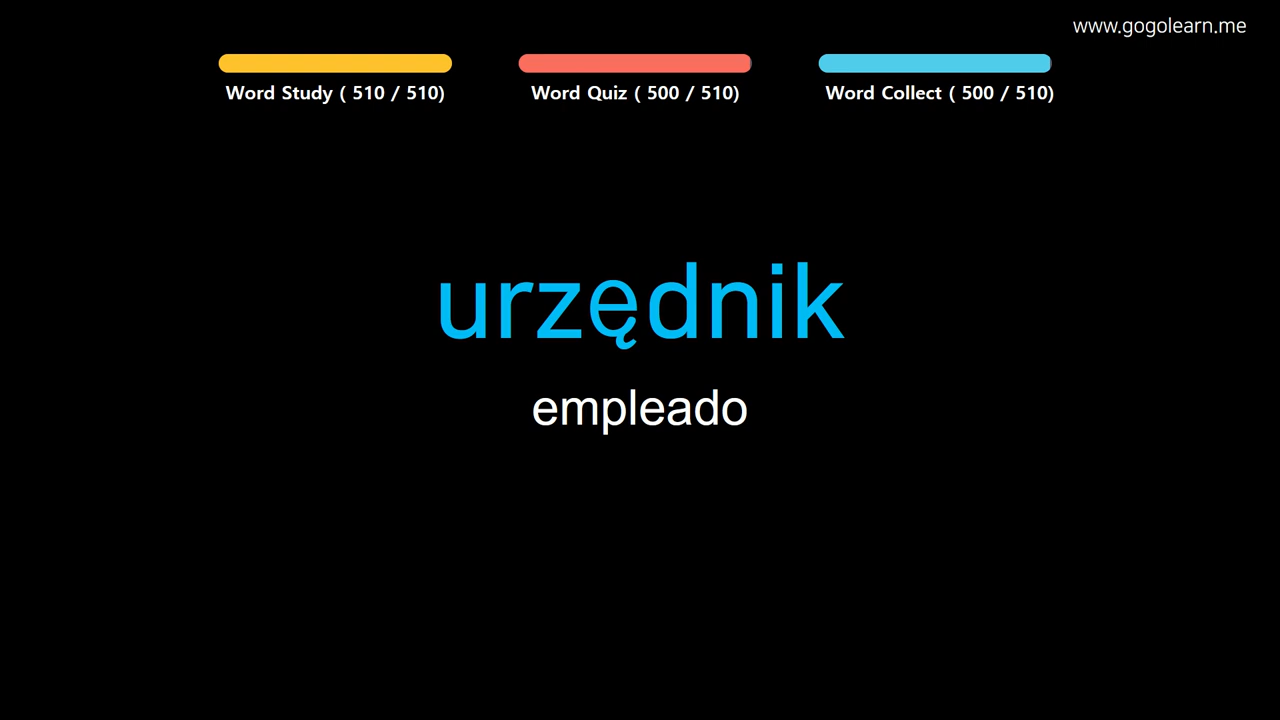 www.gogolearn.me
Word Study ( 510 / 510)
Word Quiz ( 500 / 510)
Word Collect ( 500 / 510)
urzędnik
empleado